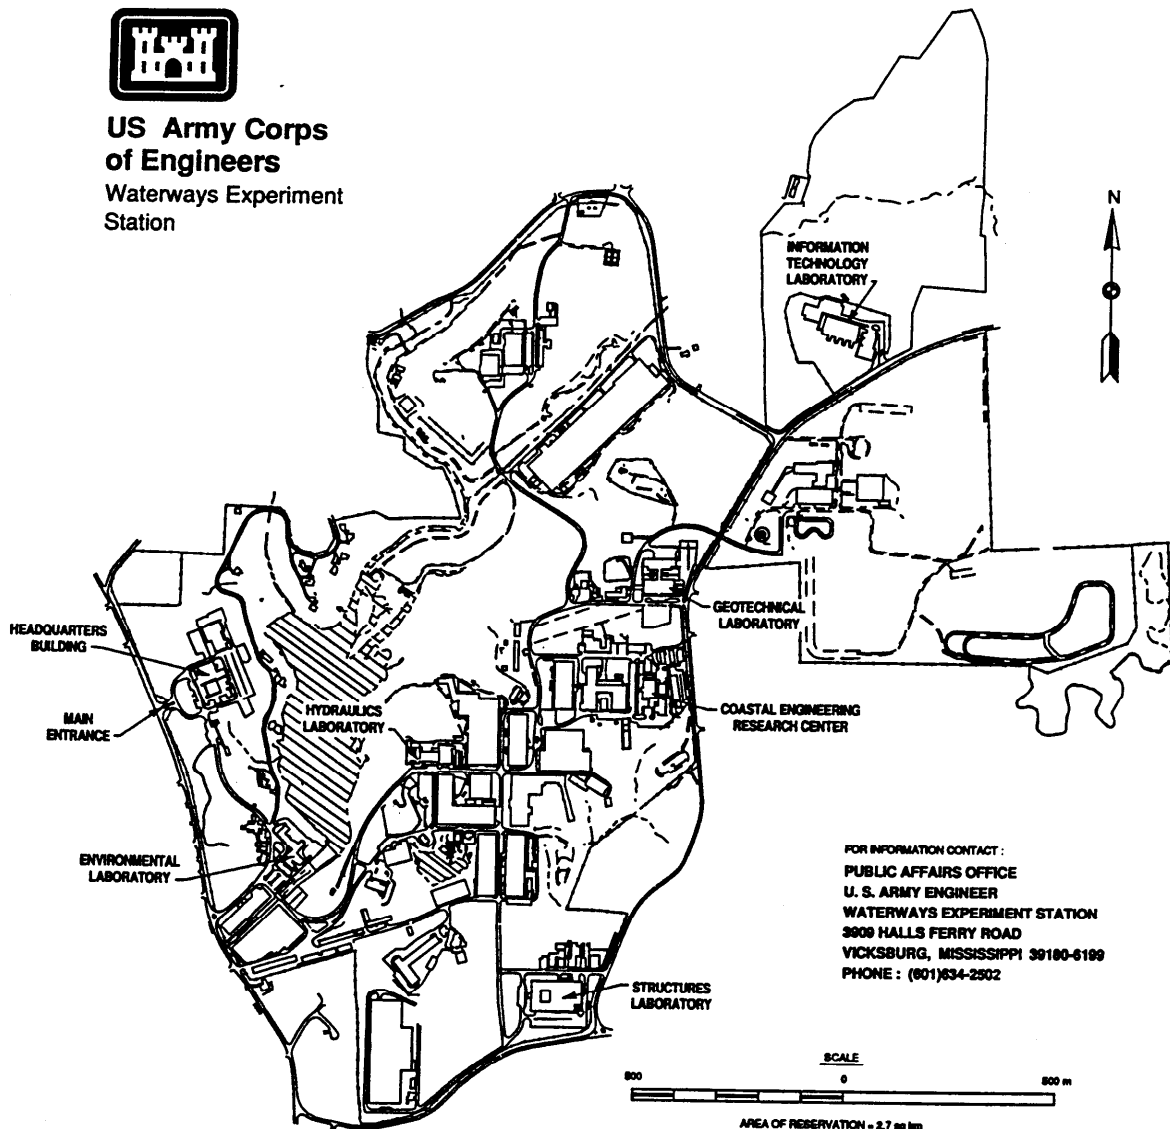 US Army Corps
of Engineers
Waterways Experiment
Station
N
INFORMATION
TECHNOLOGY
LABORATORY
GEOTECHNICAL
LABORATORY
HEADQUARTERS
BUILDING
MAIN
ENTRANCE
HYDRAULICS
LABORATORY
COASTAL ENGINEERING
RESEARCH CENTER
ENVIRONMENTAL
LABORATORY
FOR INFORMATION CONTACT :
PUBLIC AFFAIRS OFFICE
U. S. ARMY ENGINEER
WATERWAYS EXPERIMENT STATION
3909 HALLS FERRY ROAD
VICKSBURG, MISSISSIPPI 39180-6199
PHONE : (601)634-2502
STRUCTURES
LABORATORY
SCALE
500 0 500 m
AREA OF RESERVATION = 2.7 sq km